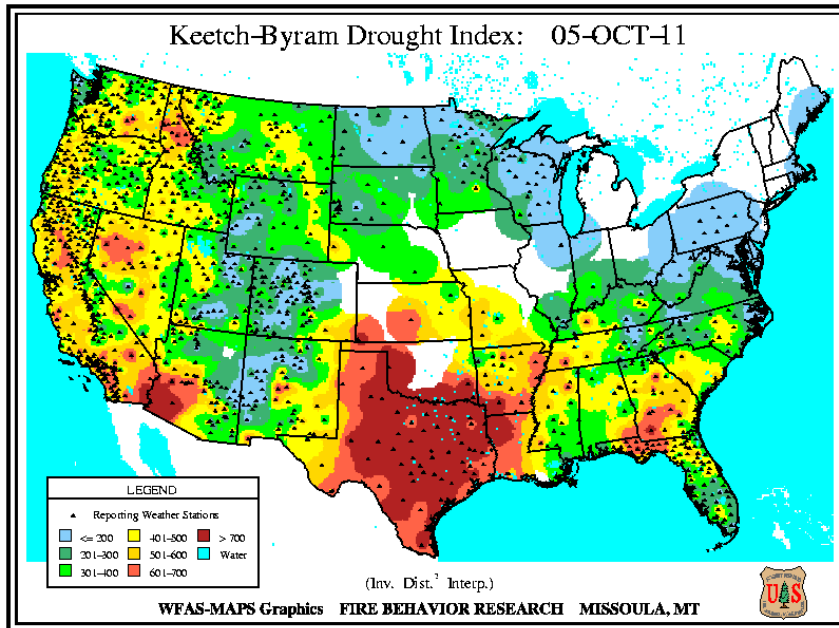 Keetch-Byram Drought Index: 05-OCT-11
LEGEND
Reporting Weather Stations
<= 200
401-500
> 700
201-300
501-600
Water
301-400
601-700
(Inv. Dist.² Interp.)
WFAS-MAPS Graphics FIRE BEHAVIOR RESEARCH MISSOULA, MT
UAS